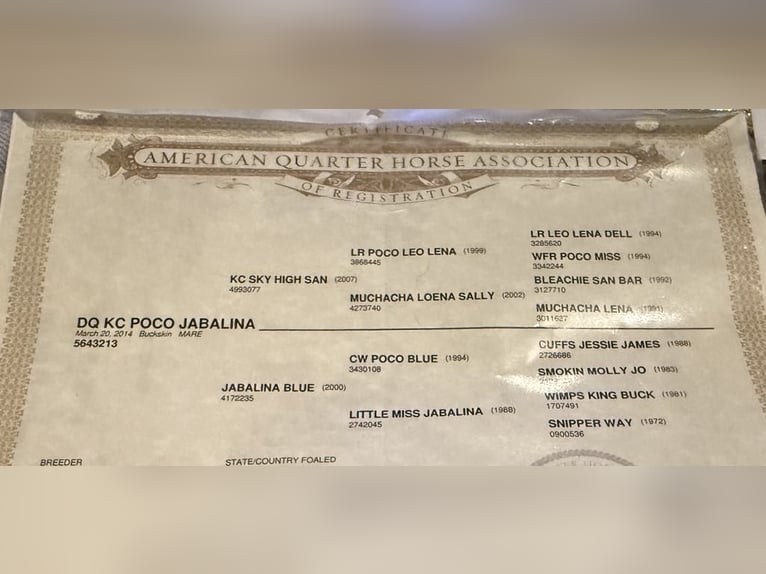 CERTIFICATE
AMERICAN QUARTER HORSE ASSOCIATION
OF REGISTRATION
LR LEO LENA DELL (1994)
3285620
LR POCO LEO LENA (1999)
3868445
WFR POCO MISS (1994)
3342244
KC SKY HIGH SAN (2007)
4993077
BLEACHIE SAN BAR (1992)
3127710
MUCHACHA LOENA SALLY (2002)
4273740
MUCHACHA LENA (1991)
3011627
DQ KC POCO JABALINA
March 20, 2014 Buckskin MARE
5643213
CUFFS JESSIE JAMES (1988)
2726686
CW POCO BLUE (1994)
3430108
SMOKIN MOLLY JO (1983)
JABALINA BLUE (2000)
4172235
WIMPS KING BUCK (1981)
1707491
LITTLE MISS JABALINA (1988)
2742045
SNIPPER WAY (1972)
0900536
BREEDER
STATE/COUNTRY FOALED